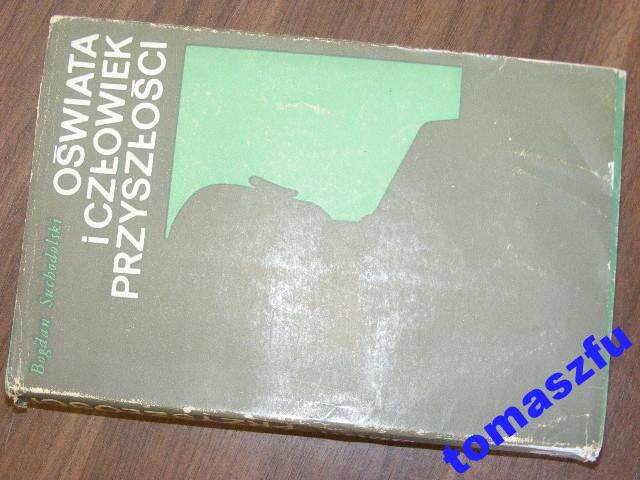 Bogdan Suchodolski
OŚWIATA
i CZŁOWIEK
PRZYSZŁOŚCI
tomaszfu